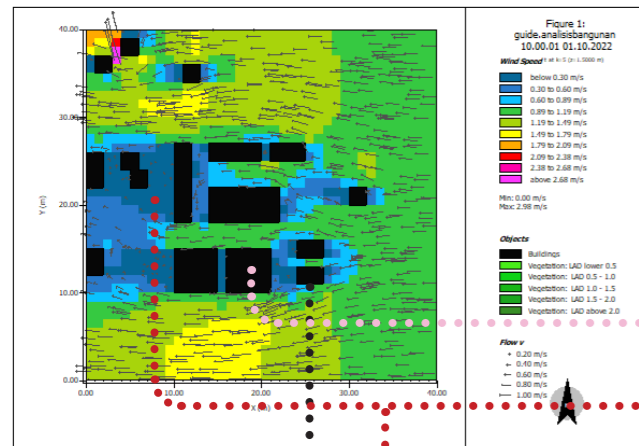 Figure 1:
guide.analisisbangunan
10.00.01 01.10.2022
Wind Speed
below 0.30 m/s
0.30 to 0.60 m/s
0.60 to 0.89 m/s
0.89 to 1.19 m/s
1.19 to 1.49 m/s
1.49 to 1.79 m/s
1.79 to 2.09 m/s
2.09 to 2.38 m/s
2.38 to 2.68 m/s
above 2.68 m/s
Min: 0.00 m/s
Max: 2.98 m/s
Objects
Buildings
Vegetation: LAD lower 0.5
Vegetation: LAD 0.5 - 1.0
Vegetation: LAD 1.0 - 1.5
Vegetation: LAD 1.5 - 2.0
Vegetation: LAD above 2.0
Flow v
0.20 m/s
0.40 m/s
0.60 m/s
0.80 m/s
1.00 m/s
40.00
30.00
20.00
10.00
0.00
Y (m)
0.00 10.00 20.00 30.00 40.00
X (m)